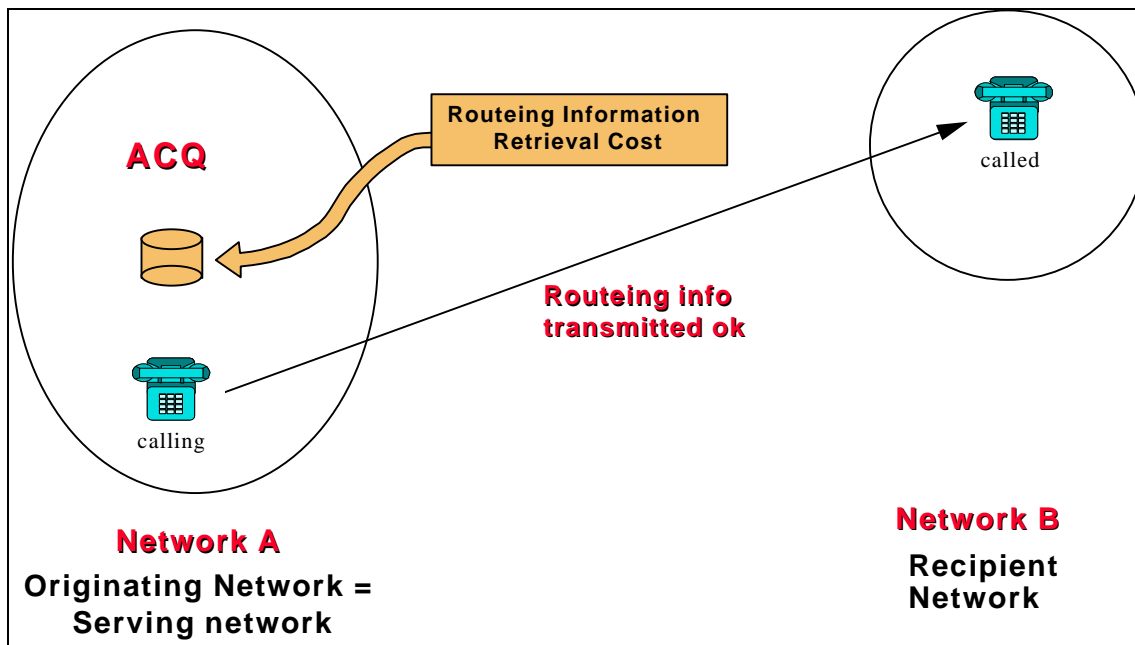 Routeing Information
Retrieval Cost
ACQ
called
Routeing info
transmitted ok
calling
Network A
Originating Network =
Serving network
Network B
Recipient
Network